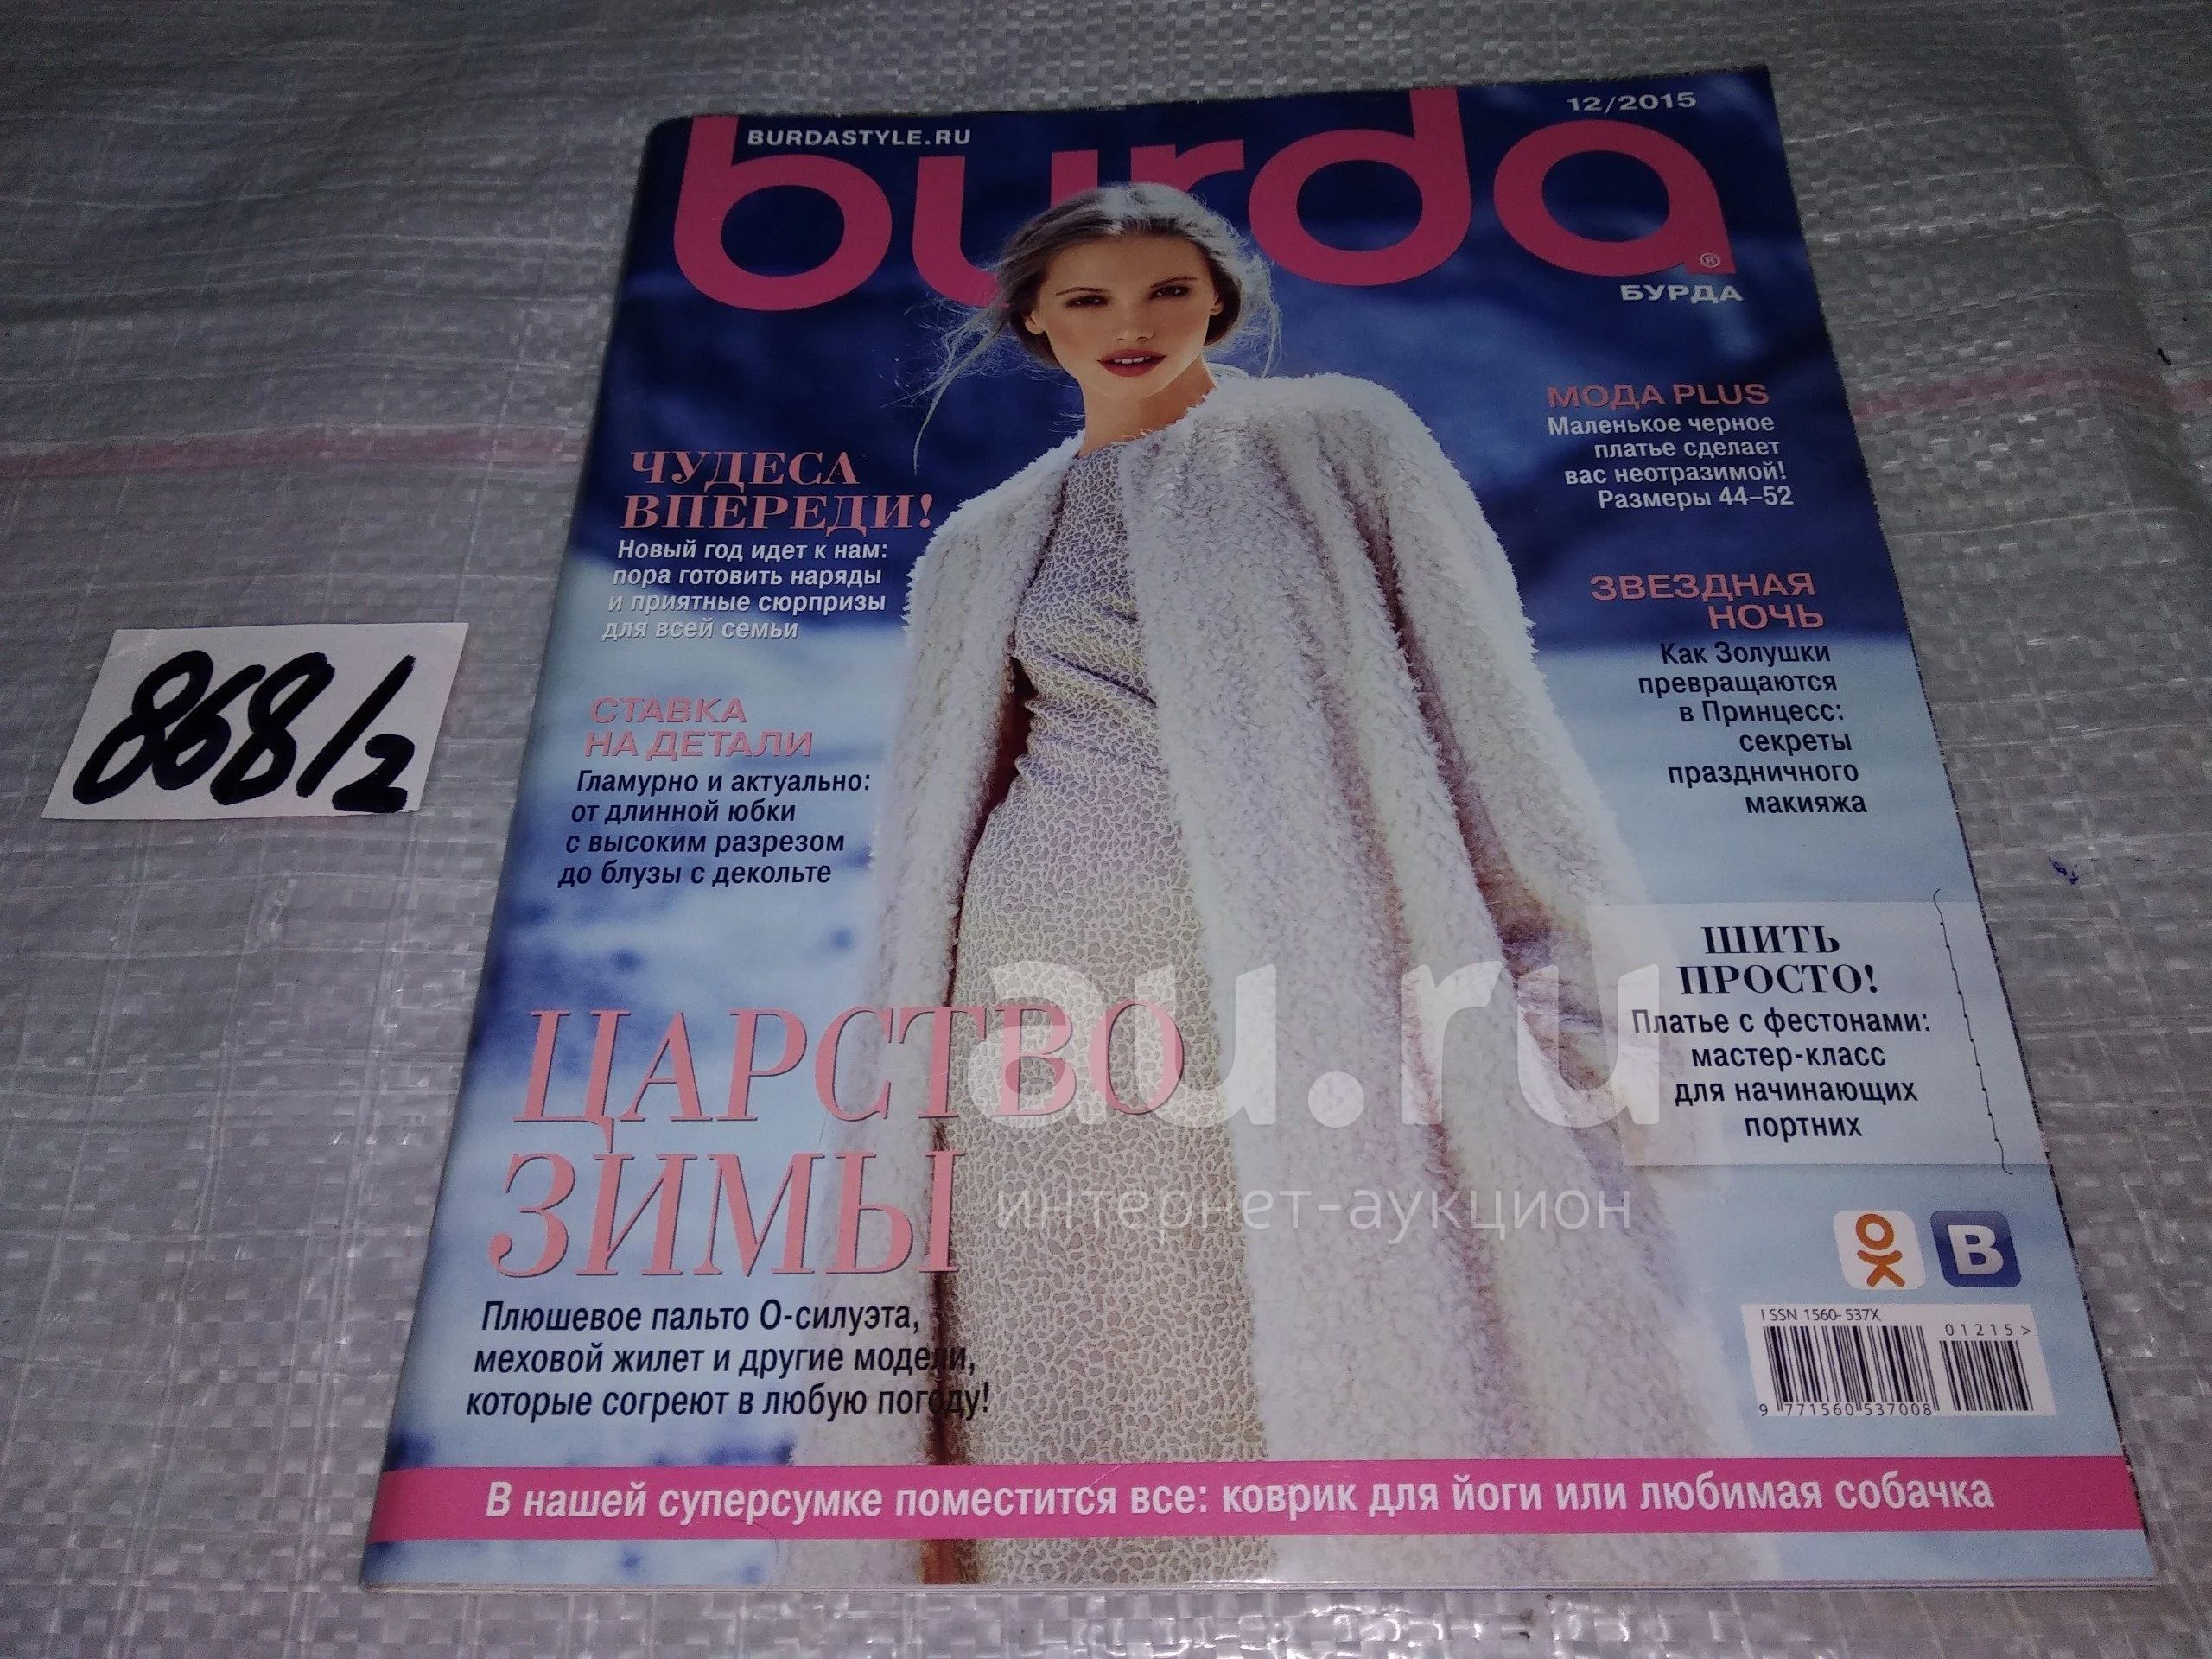 BURDASTYLE.RU
12/2015
burda
®
БУРДА
868/2
ЧУДЕСА
ВПЕРЕДИ!
Новый год идет к нам:
пора готовить наряды
и приятные сюрпризы
для всей семьи
СТАВКА
НА ДЕТАЛИ
Гламурно и актуально:
от длинной юбки
с высоким разрезом
до блузы с декольте
ЦАРСТВО
ЗИМЫ
Плюшевое пальто О-силуэта,
меховой жилет и другие модели,
которые согреют в любую погоду!
МОДА PLUS
Маленькое черное
платье сделает
вас неотразимой!
Размеры 44–52
ЗВЕЗДНАЯ
НОЧЬ
Как Золушки
превращаются
в Принцесс:
секреты
праздничного
макияжа
ШИТЬ
ПРОСТО!
Платье с фестонами:
мастер-класс
для начинающих
портних
au.ru
интернет-аукцион
ISSN 1560-537X
01215>
9 771560 537008
В нашей суперсумке поместится все: коврик для йоги или любимая собачка